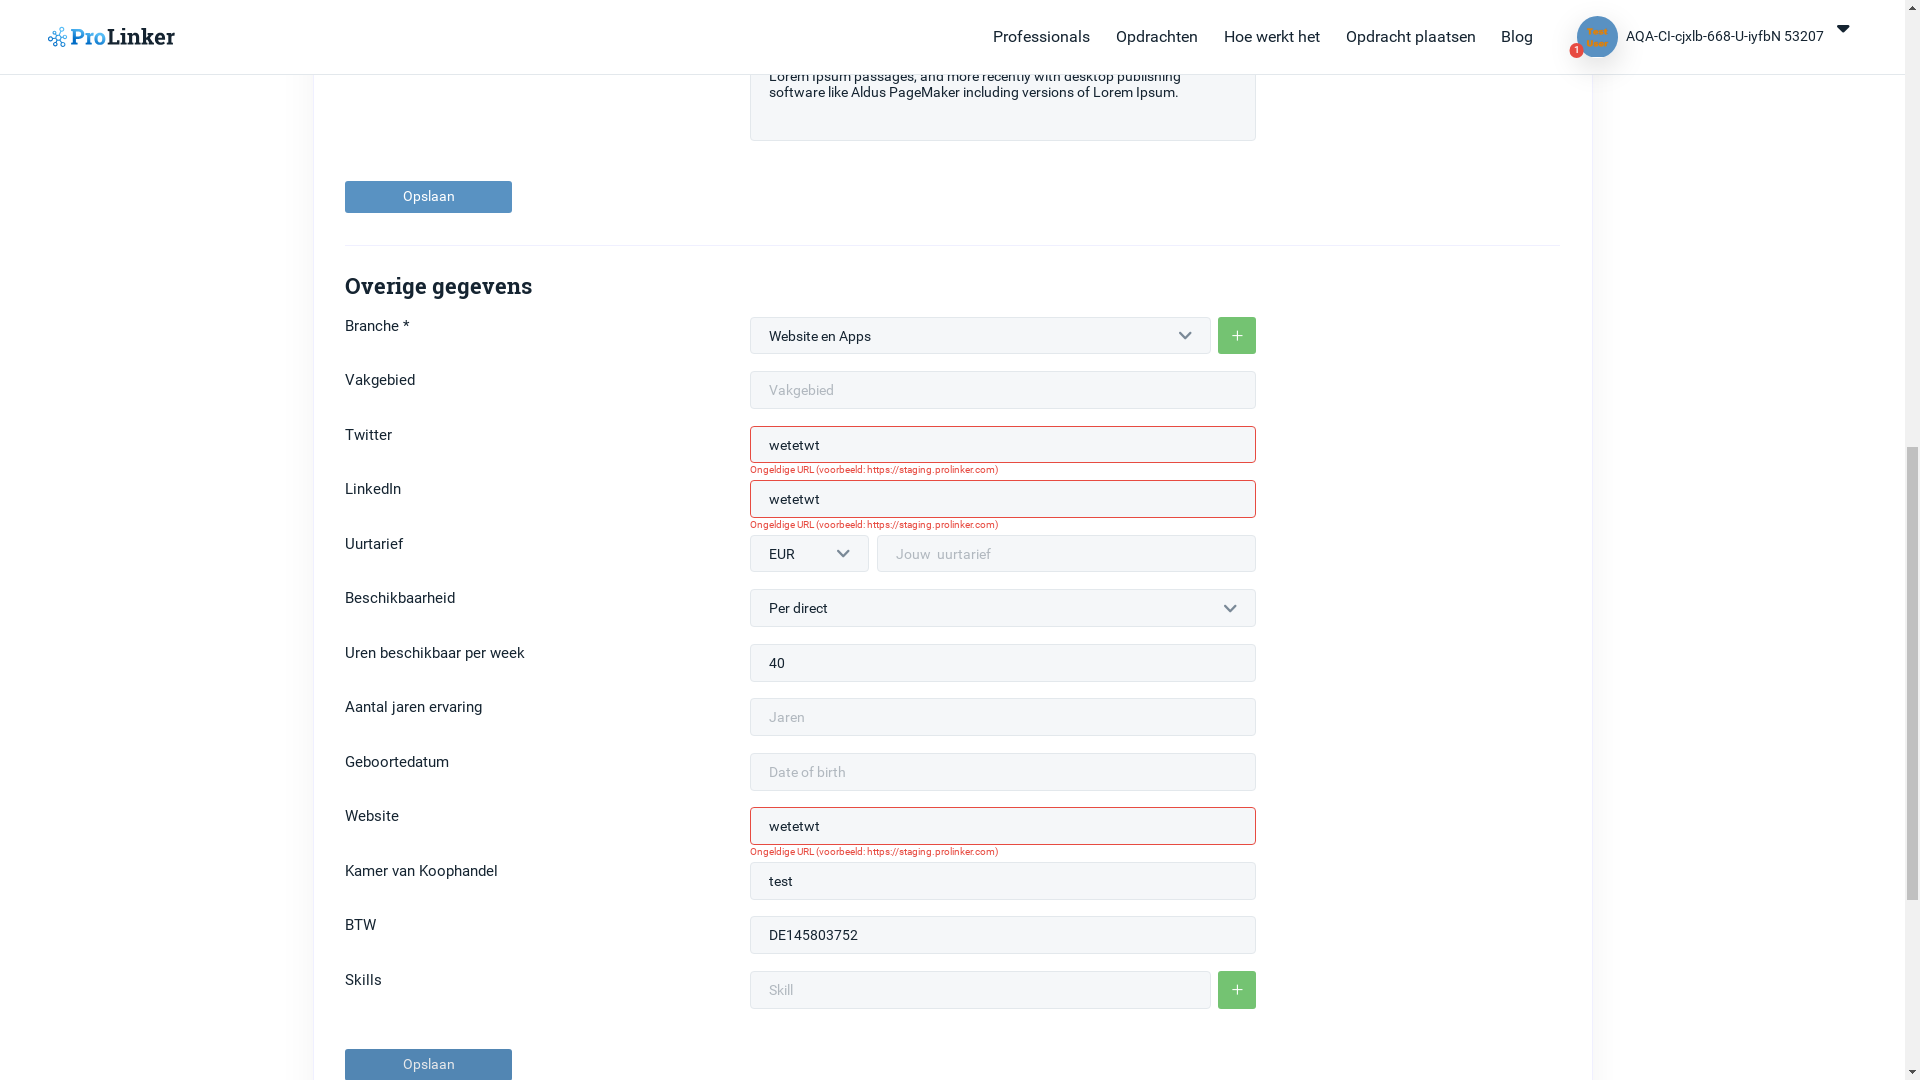 ProLinker
Professionals
Opdrachten
Hoe werkt het
Opdracht plaatsen
Blog
Test User
1
AQA-CI-cjxlb-668-U-iyfbN 53207
Lorem Ipsum passages, and more recently with desktop publishing
software like Aldus PageMaker including versions of Lorem Ipsum.
Opslaan
Overige gegevens
Branche *
Website en Apps
+
Vakgebied
Vakgebied
Twitter
wetetwt
Ongeldige URL (voorbeeld: https://staging.prolinker.com)
LinkedIn
wetetwt
Ongeldige URL (voorbeeld: https://staging.prolinker.com)
Uurtarief
EUR
Jouw uurtarief
Beschikbaarheid
Per direct
Uren beschikbaar per week
40
Aantal jaren ervaring
Jaren
Geboortedatum
Date of birth
Website
wetetwt
Ongeldige URL (voorbeeld: https://staging.prolinker.com)
Kamer van Koophandel
test
BTW
DE145803752
Skills
Skill
+
Opslaan